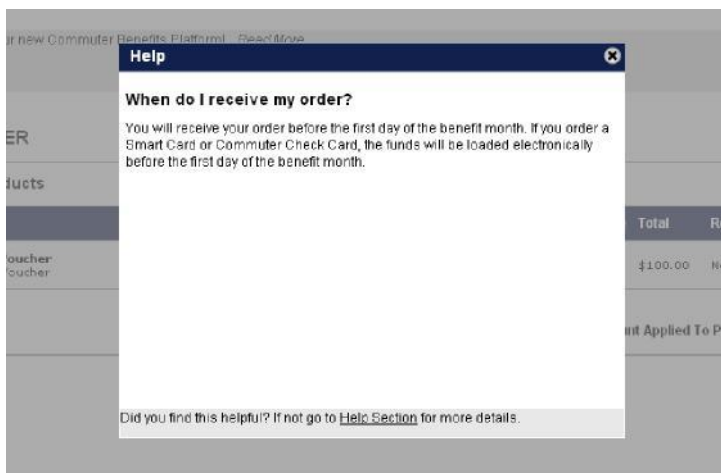 ur new Commuter Benefits Platform! Read More
Help
When do I receive my order?
You will receive your order before the first day of the benefit month. If you order a
Smart Card or Commuter Check Card, the funds will be loaded electronically
before the first day of the benefit month.
ER
ducts
Total R
oucher
oucher
$100.00
unt Applied To P
Did you find this helpful? If not go to Help Section for more details.